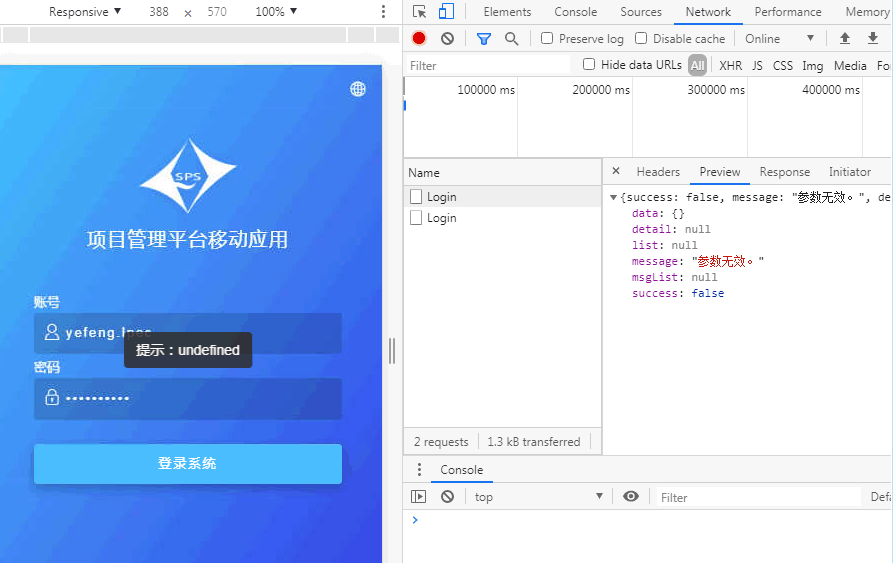 Responsive ▼ 388 × 570 100% ▼
Elements Console Sources Network Performance Memory
Preserve log Disable cache Online ▼
Filter Hide data URLs All XHR JS CSS Img Media Fo
100000 ms 200000 ms 300000 ms 400000 ms
SPS
项目管理平台移动应用
账号
yefeng.lpec
提示：undefined
密码
••••••••••
登录系统
Name
Login
Login
2 requests 1.3 kB transferred
× Headers Preview Response Initiator
▼{success: false, message: "参数无效。", de
data: {}
detail: null
list: null
message: "参数无效。"
msgList: null
success: false
Console
top ▼ Filter Defa